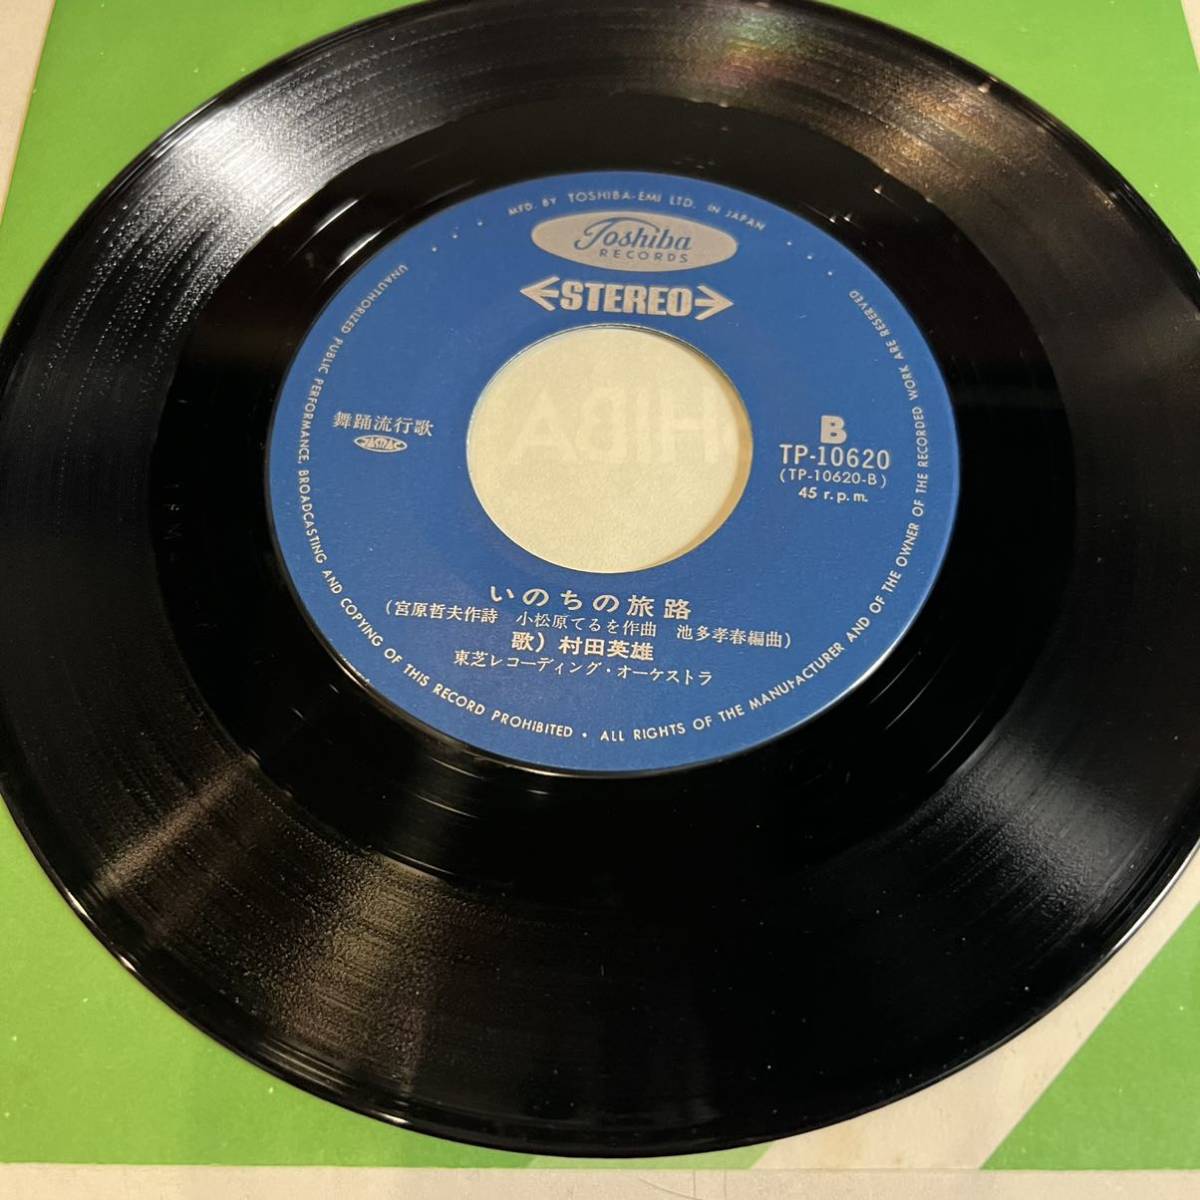 MFD. BY TOSHIBA-EMI LTD. IN JAPAN
Toshiba
RECORDS
STEREO
舞踊流行歌
JASRAC
B
TP-10620
(TP-10620-B)
45 r.p.m.
HIBA
いのちの旅路
(宮原哲夫作詩 小松原てるを作曲 池多孝春編曲)
歌) 村田英雄
東芝レコーディング・オーケストラ
UNAUTHORIZED PUBLIC PERFORMANCE, BROADCASTING AND COPYING OF THIS RECORD PROHIBITED • ALL RIGHTS OF THE MANUFACTURER AND OF THE OWNER OF THE RECORDED WORK ARE RESERVED